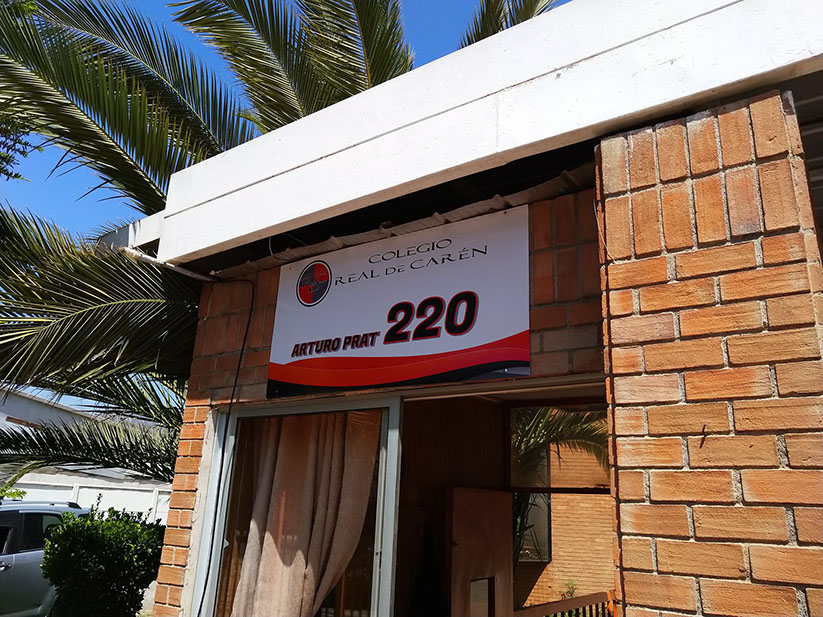 COLEGIO
REAL DE CARÉN
ARTURO PRAT 220